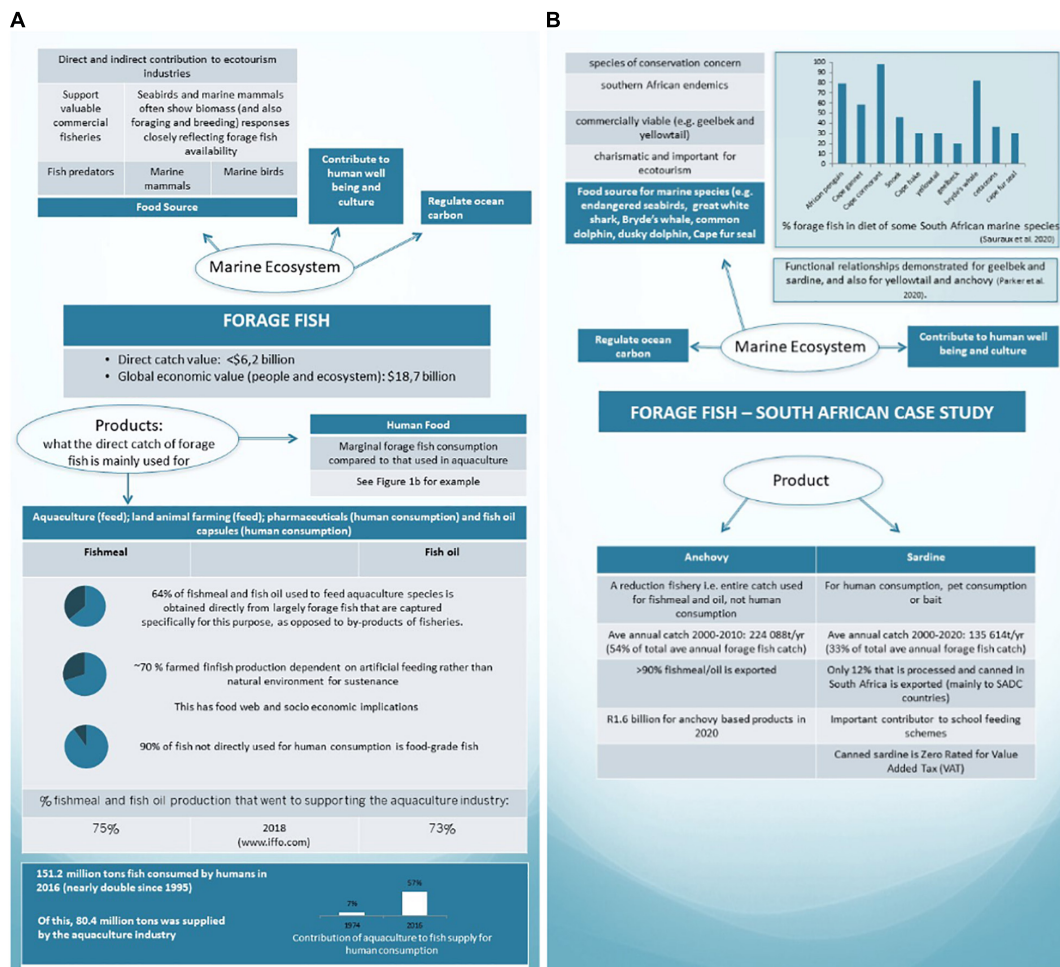 A
Direct and indirect contribution to ecotourism
industries
Support
valuable
commercial
fisheries
Seabirds and marine mammals
often show biomass (and also
foraging and breeding) responses
closely reflecting forage fish
availability
Fish predators
Marine
mammals
Marine birds
Food Source
Contribute to
human well
being and
culture
Regulate ocean
carbon
Marine Ecosystem
FORAGE FISH
• Direct catch value: <$6,2 billion
• Global economic value (people and ecosystem): $18,7 billion
Products:
what the direct catch of forage
fish is mainly used for
Human Food
Marginal forage fish consumption
compared to that used in aquaculture
See Figure 1b for example
Aquaculture (feed); land animal farming (feed); pharmaceuticals (human consumption) and fish oil
capsules (human consumption)
Fishmeal
Fish oil
64% of fishmeal and fish oil used to feed aquaculture species is
obtained directly from largely forage fish that are captured
specifically for this purpose, as opposed to by-products of fisheries.
~70 % farmed finfish production dependent on artificial feeding rather than
natural environment for sustenance
This has food web and socio economic implications
90% of fish not directly used for human consumption is food-grade fish
% fishmeal and fish oil production that went to supporting the aquaculture industry:
75%
2018
(www.iffo.com)
73%
151.2 million tons fish consumed by humans in
2016 (nearly double since 1995)
Of this, 80.4 million tons was supplied
by the aquaculture industry
7%
57%
1974
2016
Contribution of aquaculture to fish supply for
human consumption
B
species of conservation concern
southern African endemics
commercially viable (e.g. geelbek and
yellowtail)
charismatic and important for
ecotourism
Food source for marine species (e.g.
endangered seabirds, great white
shark, Bryde's whale, common
dolphin, dusky dolphin, Cape fur seal
100
90
80
70
60
50
40
30
20
10
0
African penguin
Cape gannet
Cape cormorant
Snoek
Cape hake
yellowtail
geelbeck
bryde's whale
cetaceans
cape fur seal
% forage fish in diet of some South African marine species
(Sauraux et al. 2020)
Functional relationships demonstrated for geelbek and
sardine, and also for yellowtail and anchovy (Parker et al.
2020).
Regulate ocean
carbon
Marine Ecosystem
Contribute to human well
being and culture
FORAGE FISH – SOUTH AFRICAN CASE STUDY
Product
Anchovy
Sardine
A reduction fishery i.e. entire catch used
for fishmeal and oil, not human
consumption
For human consumption, pet consumption
or bait
Ave annual catch 2000-2010: 224 088t/yr
(54% of total ave annual forage fish catch)
Ave annual catch 2000-2020: 135 614t/yr
(33% of total ave annual forage fish catch)
>90% fishmeal/oil is exported
Only 12% that is processed and canned in
South Africa is exported (mainly to SADC
countries)
R1.6 billion for anchovy based products in
2020
Important contributor to school feeding
schemes
Canned sardine is Zero Rated for Value
Added Tax (VAT)